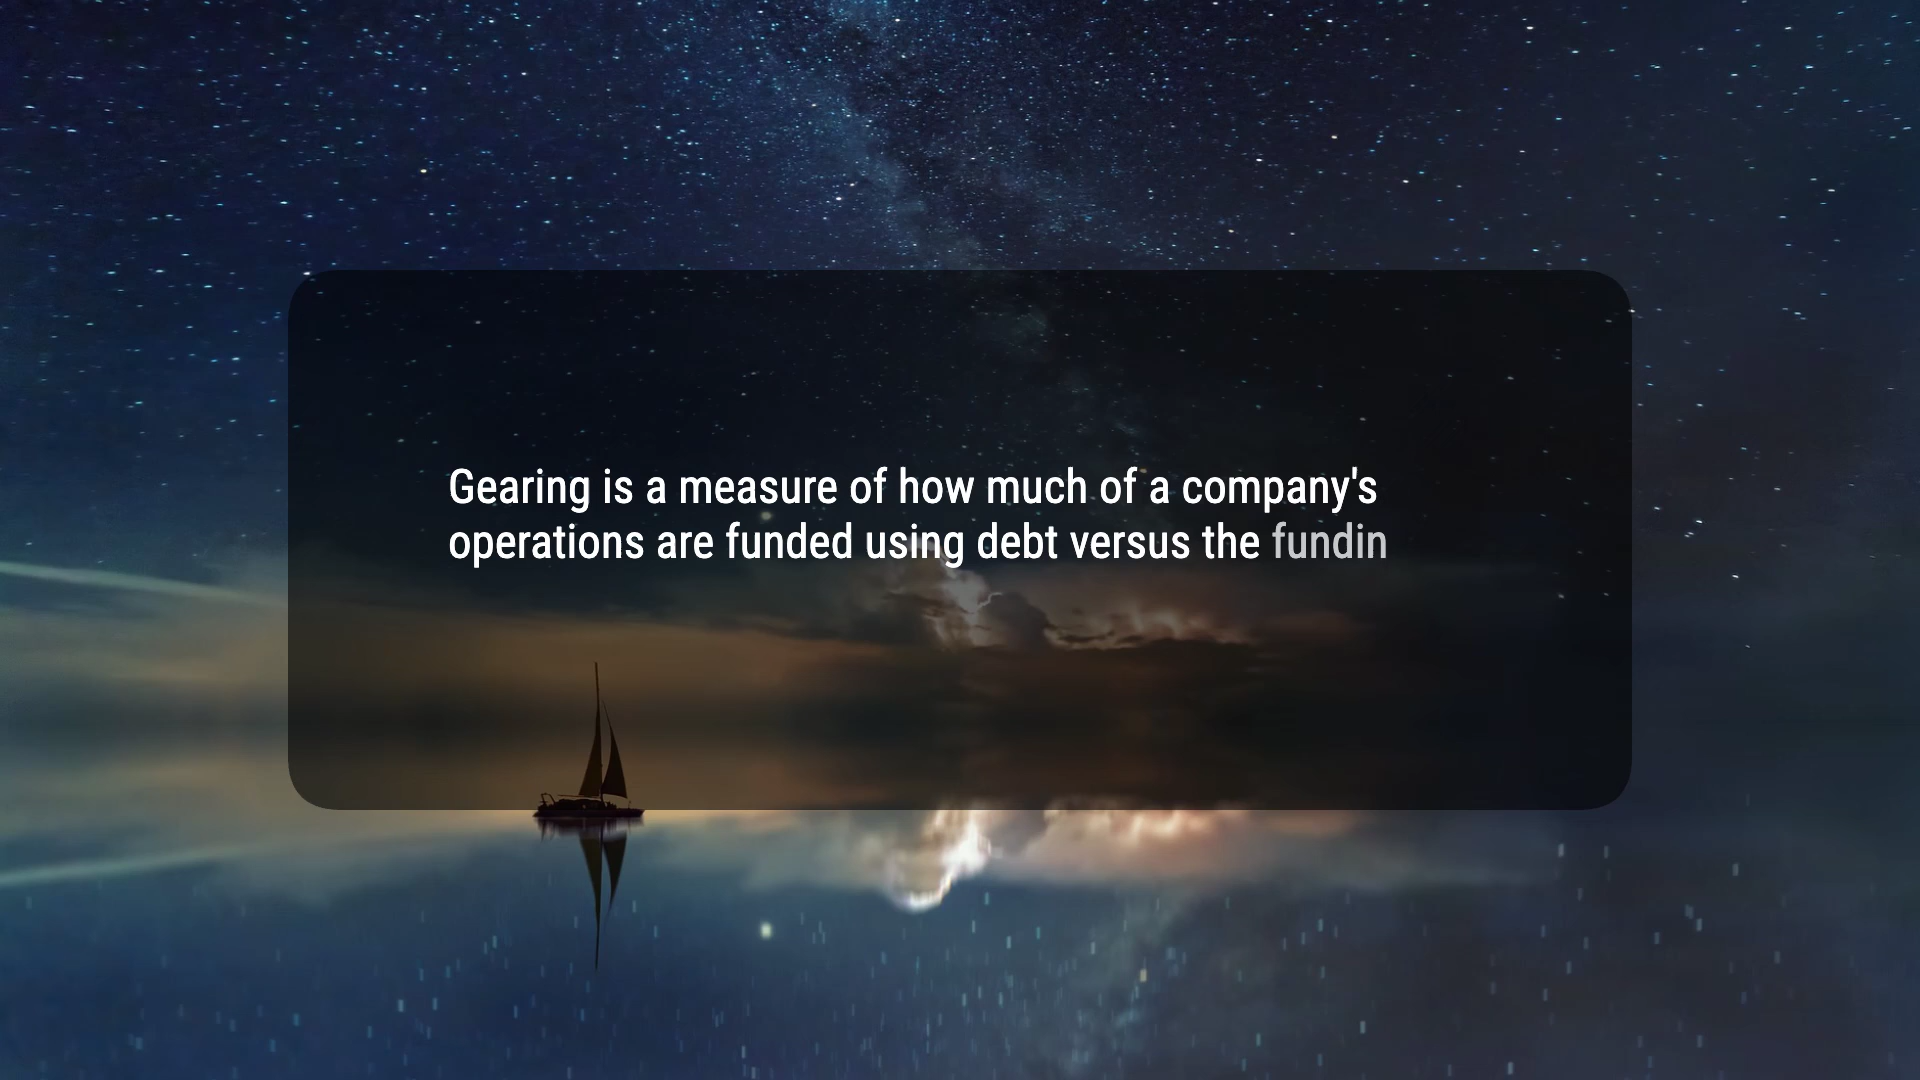 Gearing is a measure of how much of a company's
operations are funded using debt versus the fundin